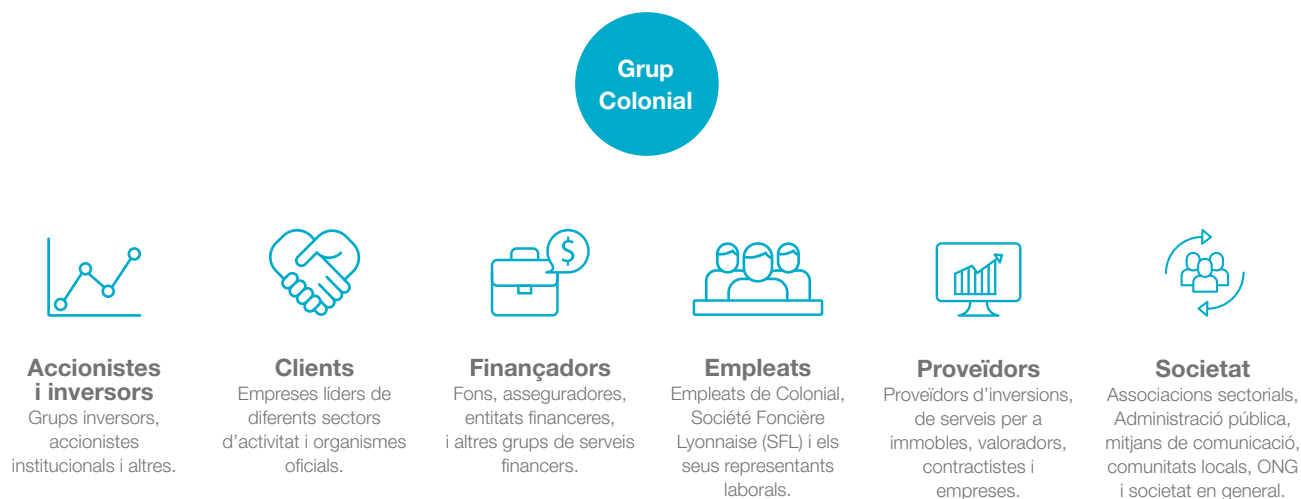 Grup
Colonial
$
Accionistes
i inversors
Grups inversors,
accionistes
institucionals i altres.
Clients
Empreses líders de
diferents sectors
d'activitat i organismes
oficials.
Finançadors
Fons, asseguradores,
entitats financeres,
i altres grups de serveis
financers.
Empleats
Empleats de Colonial,
Société Foncière
Lyonnaise (SFL) i els
seus representants
laborals.
Proveïdors
Proveïdors d'inversions,
de serveis per a
immobles, valoradors,
contractistes i
empreses.
Societat
Associacions sectorials,
Administració pública,
mitjans de comunicació,
comunitats locals, ONG
i societat en general.